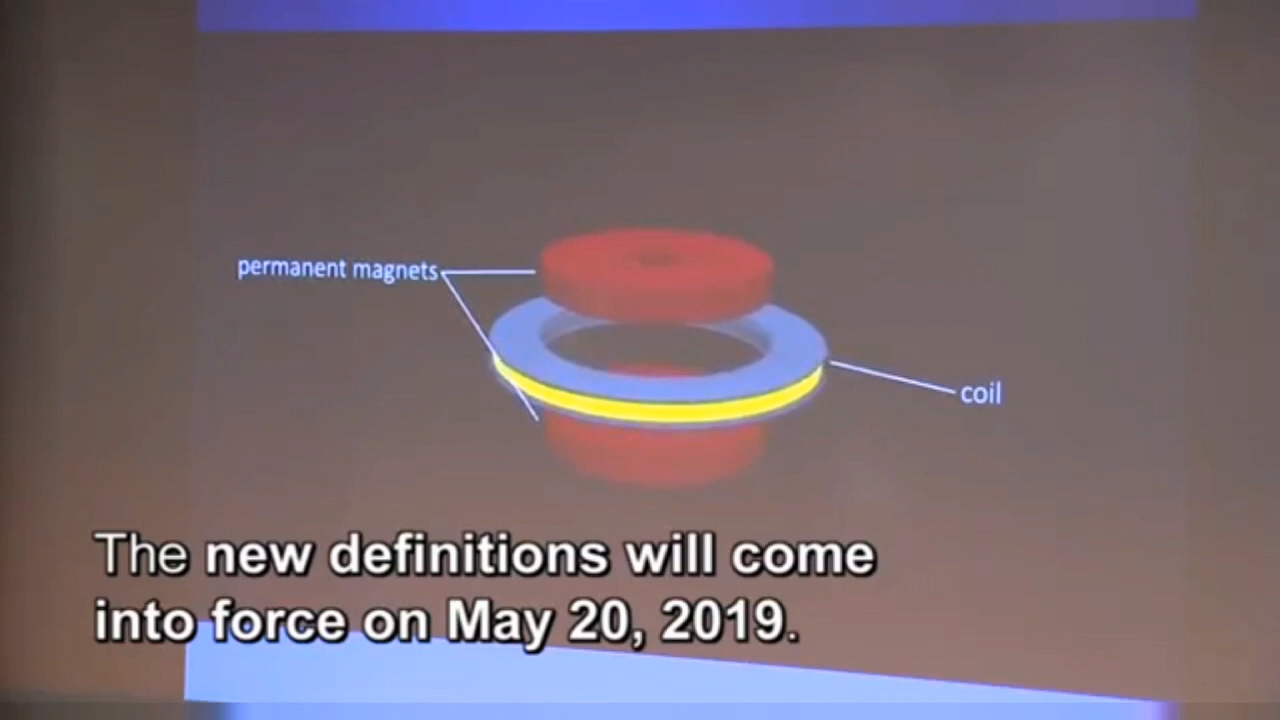 permanent magnets
coil
The new definitions will come
into force on May 20, 2019.